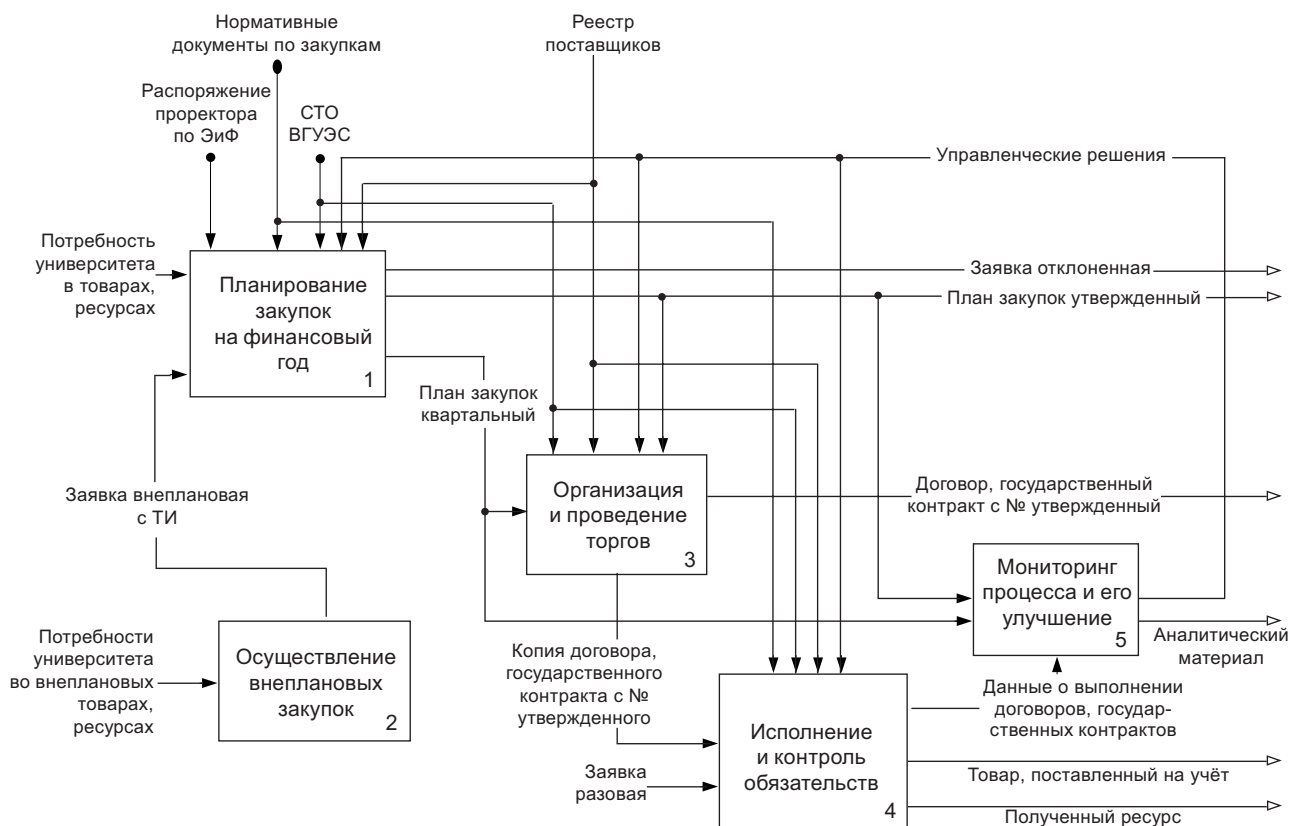 Нормативные
документы по закупкам
Реестр
поставщиков
Распоряжение
проректора
по ЭиФ
СТО
ВГУЭС
Управленческие решения
Потребность
университета
в товарах,
ресурсах
Планирование
закупок
на финансовый
год
1
Заявка отклоненная
План закупок утвержденный
План закупок
квартальный
Заявка внеплановая
с ТИ
Организация
и проведение
торгов
3
Договор, государственный
контракт с № утвержденный
Мониторинг
процесса и его
улучшение
5
Аналитический
материал
Потребности
университета
во внеплановых
товарах,
ресурсах
Осуществление
внеплановых
закупок
2
Копия договора,
государственного
контракта с №
утвержденного
Данные о выполнении
договоров, государ-
ственных контрактов
Исполнение
и контроль
обязательств
4
Заявка
разовая
Товар, поставленный на учёт
Полученный ресурс